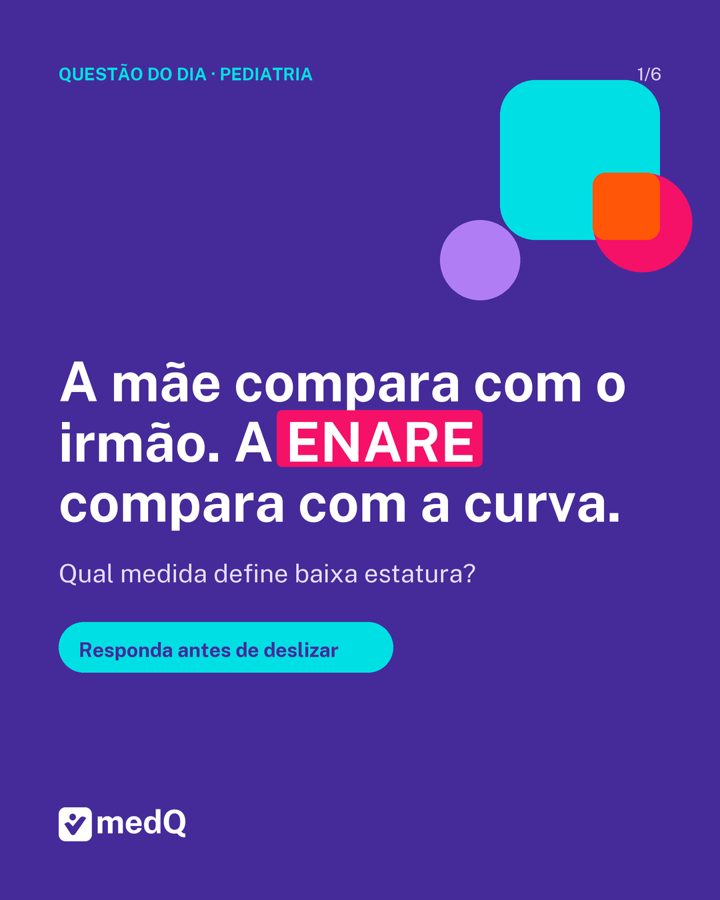 QUESTÃO DO DIA · PEDIATRIA
1/6
A mãe compara com o
irmão. A ENARE
compara com a curva.
Qual medida define baixa estatura?
Responda antes de deslizar
medQ